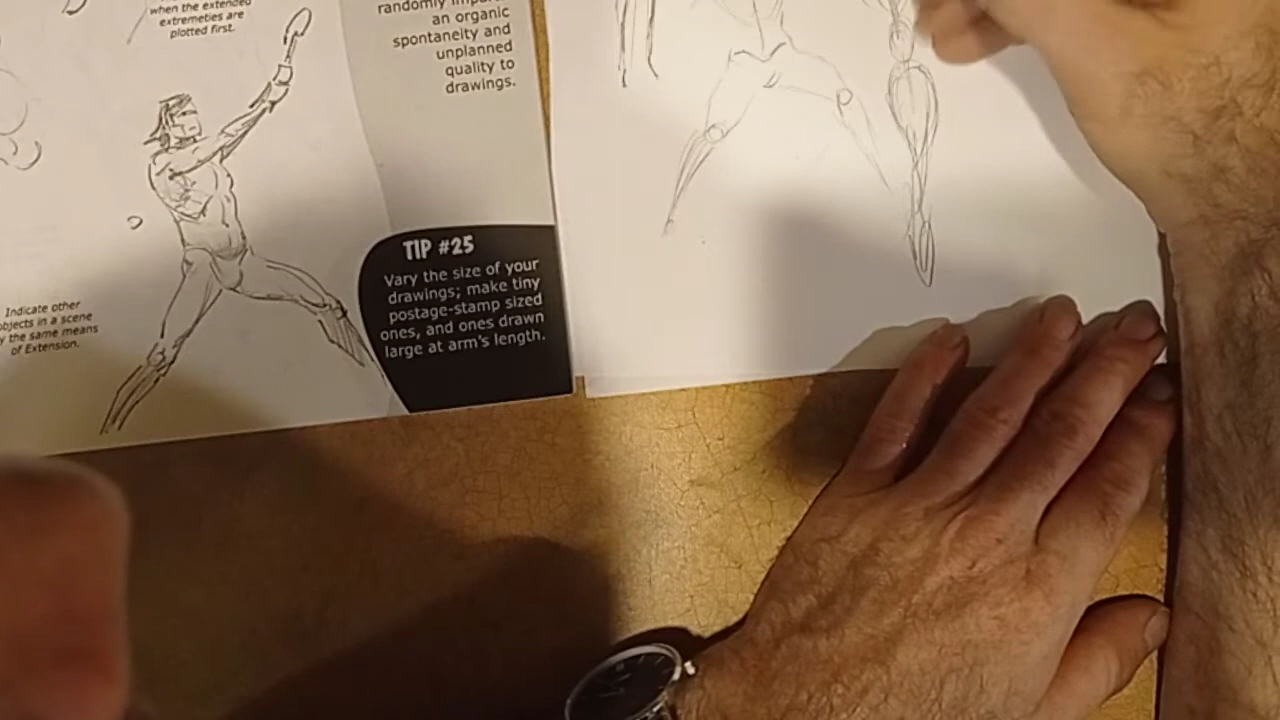 when the extended
extremeties are
plotted first.
randomly
an organic
spontaneity and
unplanned
quality to
drawings.
TIP #25
Vary the size of your
drawings; make tiny
postage-stamp sized
ones, and ones drawn
large at arm's length.
Indicate other
objects in a scene
by the same means
of Extension.